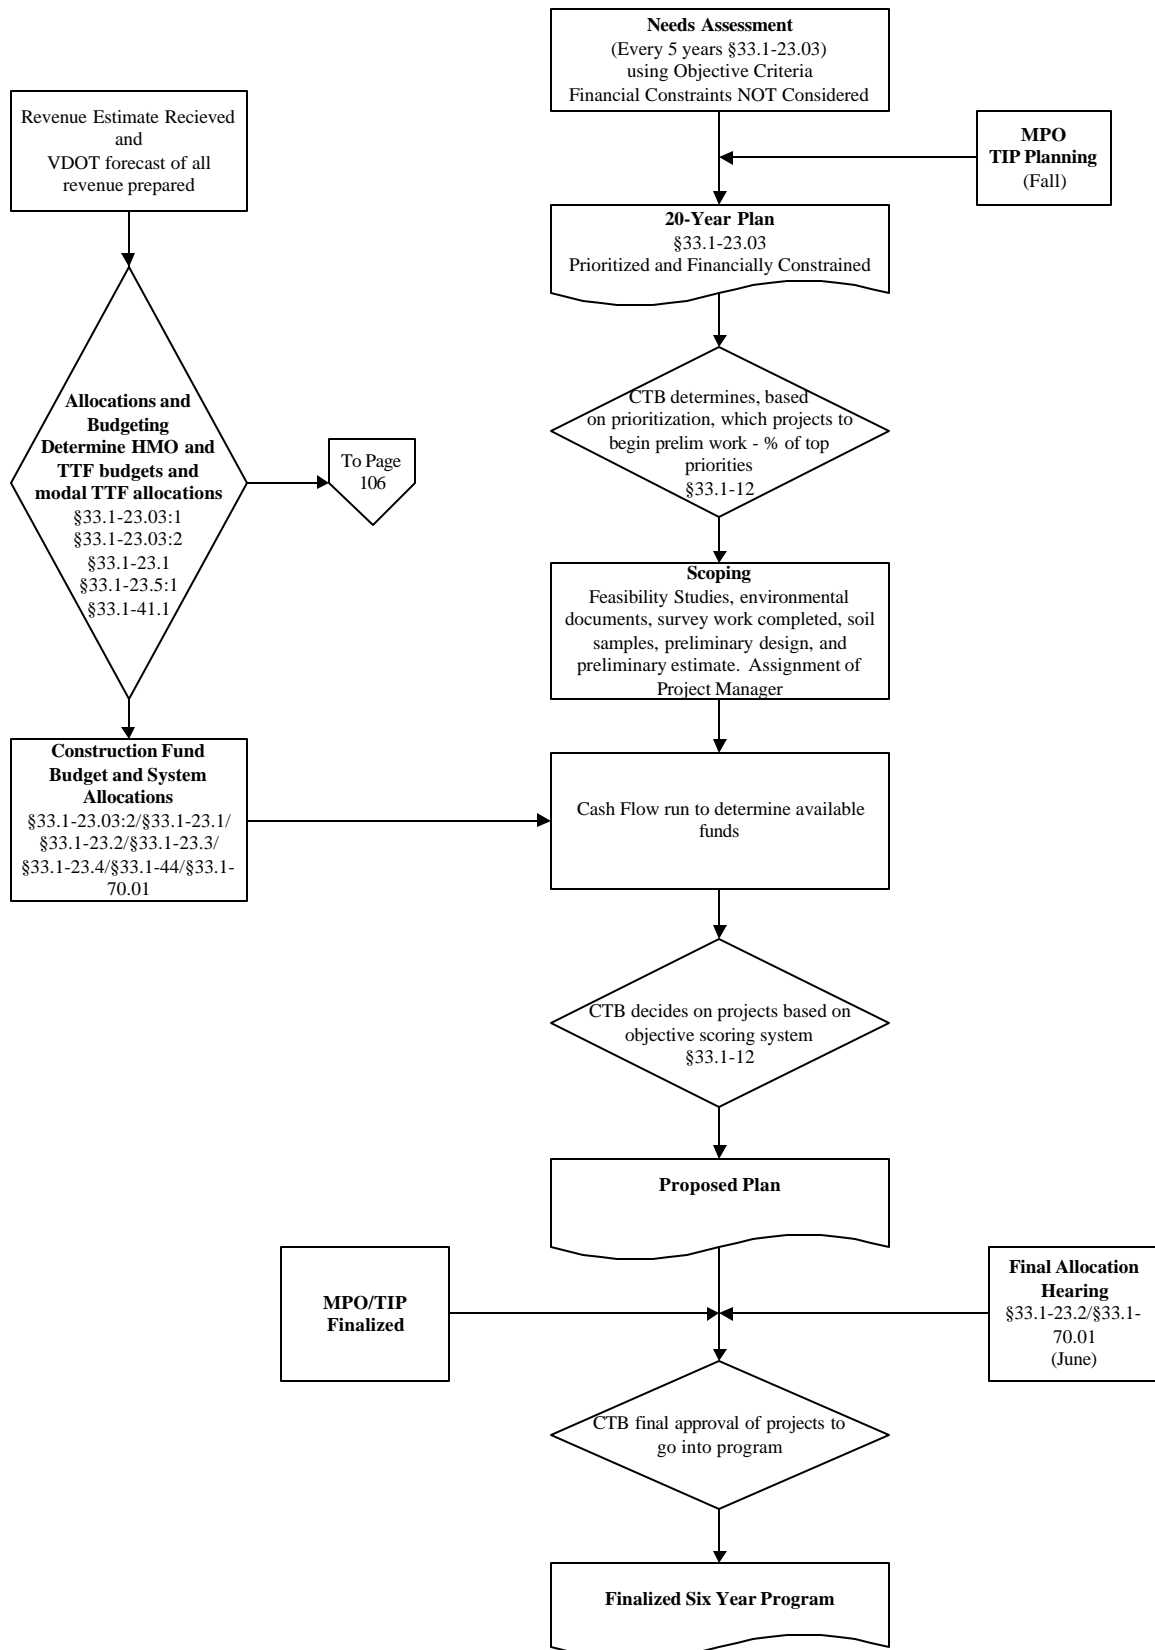 Needs Assessment
(Every 5 years §33.1-23.03)
using Objective Criteria
Financial Constraints NOT Considered
Revenue Estimate Recieved
and
VDOT forecast of all
revenue prepared
MPO
TIP Planning
(Fall)
20-Year Plan
§33.1-23.03
Prioritized and Financially Constrained
CTB determines, based
on prioritization, which projects to
begin prelim work - % of top
priorities
§33.1-12
Allocations and
Budgeting
Determine HMO and
TTF budgets and
modal TTF allocations
§33.1-23.03:1
§33.1-23.03:2
§33.1-23.1
§33.1-23.5:1
§33.1-41.1
To Page
106
Scoping
Feasibility Studies, environmental
documents, survey work completed, soil
samples, preliminary design, and
preliminary estimate. Assignment of
Project Manager
Construction Fund
Budget and System
Allocations
§33.1-23.03:2/§33.1-23.1/
§33.1-23.2/§33.1-23.3/
§33.1-23.4/§33.1-44/§33.1-
70.01
Cash Flow run to determine available
funds
CTB decides on projects based on
objective scoring system
§33.1-12
Proposed Plan
MPO/TIP
Finalized
Final Allocation
Hearing
§33.1-23.2/§33.1-
70.01
(June)
CTB final approval of projects to
go into program
Finalized Six Year Program